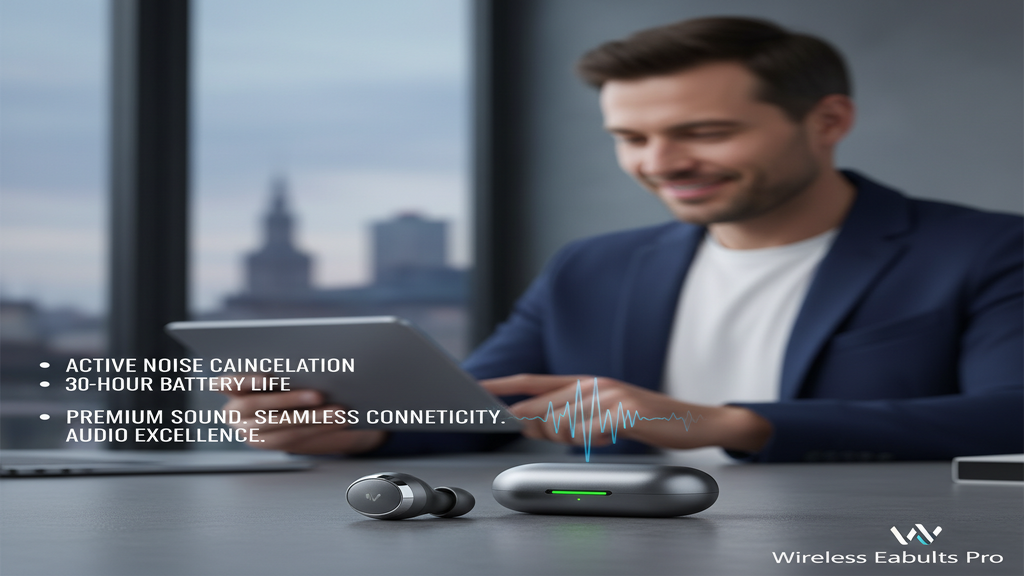 • ACTIVE NOISE CAINCELATION
• 30-HOUR BATTERY LIFE
• PREMIUM SOUND. SEAMLESS CONNETICITY.
AUDIO EXCELLENCE.
Wireless Eabults Pro